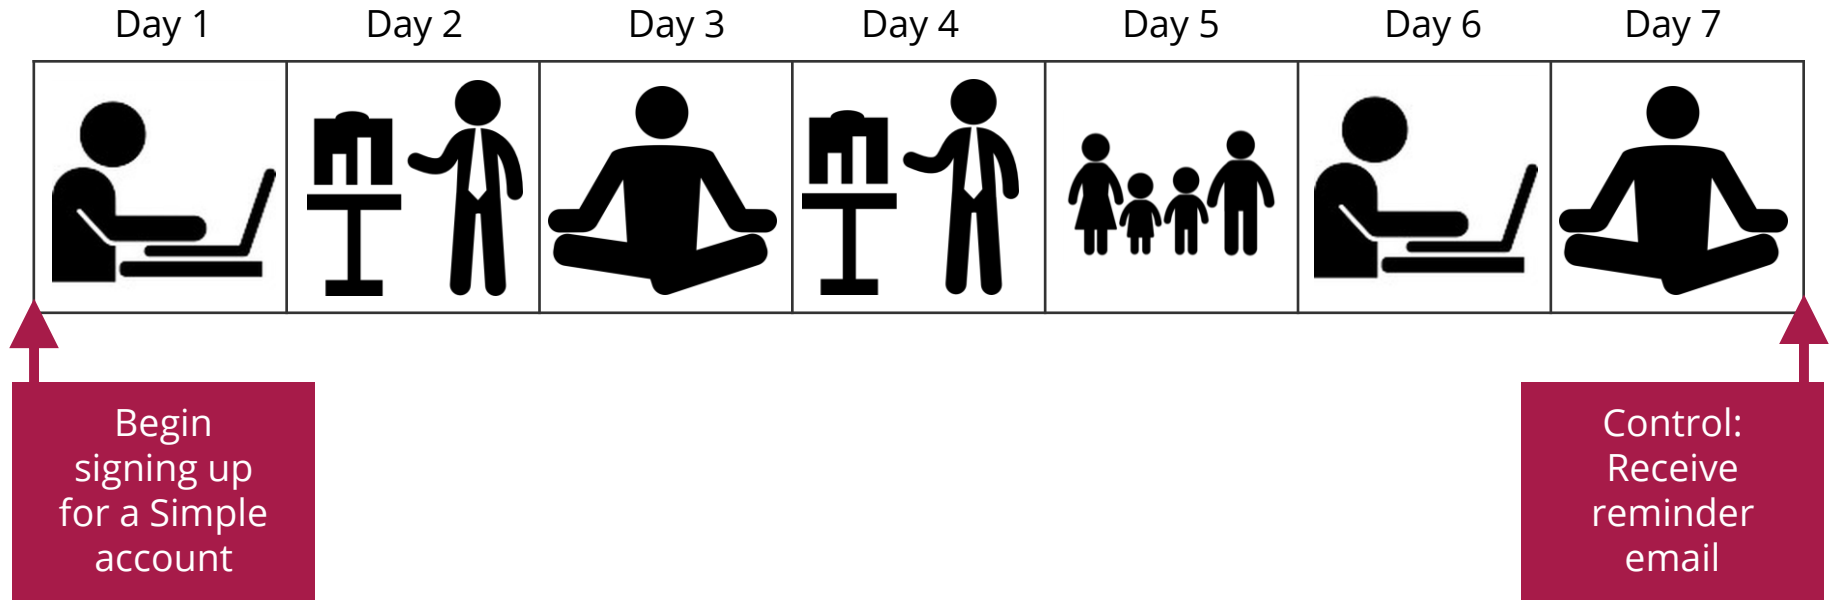 Day 1 Day 2 Day 3 Day 4 Day 5 Day 6 Day 7
Begin
signing up
for a Simple
account
Control:
Receive
reminder
email